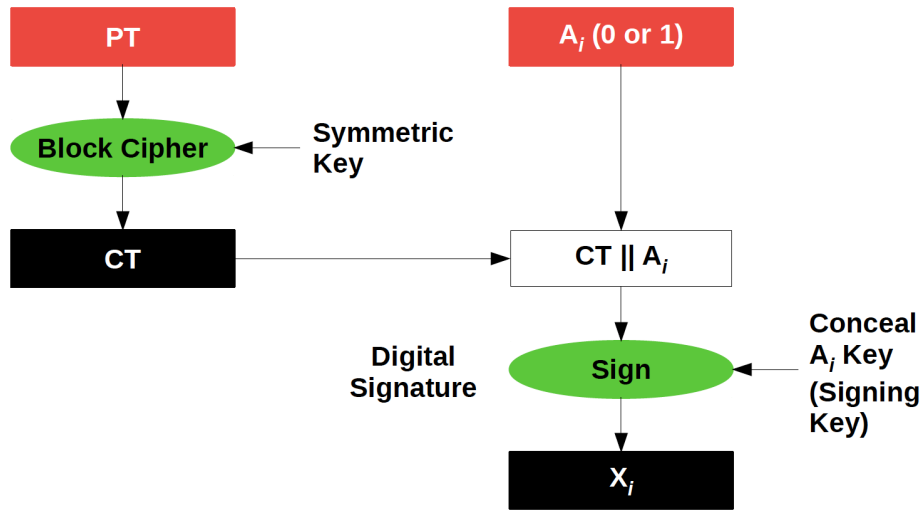 PT
A_i (0 or 1)
Block Cipher
Symmetric
Key
CT
CT || A_i
Digital
Signature
Sign
Conceal
A_i Key
(Signing
Key)
X_i